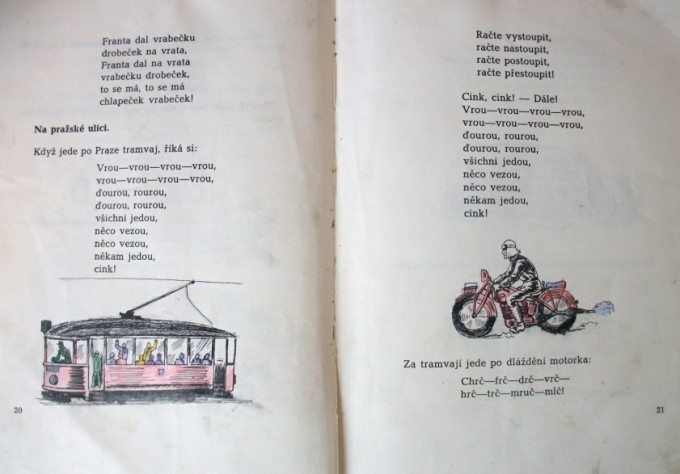 Franta dal vrabečku
drobeček na vrata,
Franta dal na vrata
vrabečku drobeček,
to se má, to se má
chlapeček vrabeček!
Na pražské ulici.
Když jede po Praze tramvaj, říká si:
Vrou—vrou—vrou—vrou,
vrou—vrou—vrou—vrou,
ďourou, rourou,
ďourou, rourou,
všichni jedou,
něco vezou,
něco vezou,
někam jedou,
cink!
20
Račte vystoupit,
račte nastoupit,
račte postoupit,
račte přestoupit!
Cink, cink! — Dále!
Vrou—vrou—vrou—vrou,
vrou—vrou—vrou—vrou,
ďourou, rourou,
ďourou, rourou,
všichni jedou,
něco vezou,
něco vezou,
někam jedou,
cink!
Za tramvají jede po dláždění motorka:
Chrč—frč—drč—vrč—
hrč—trč—mruč—mlč!
21